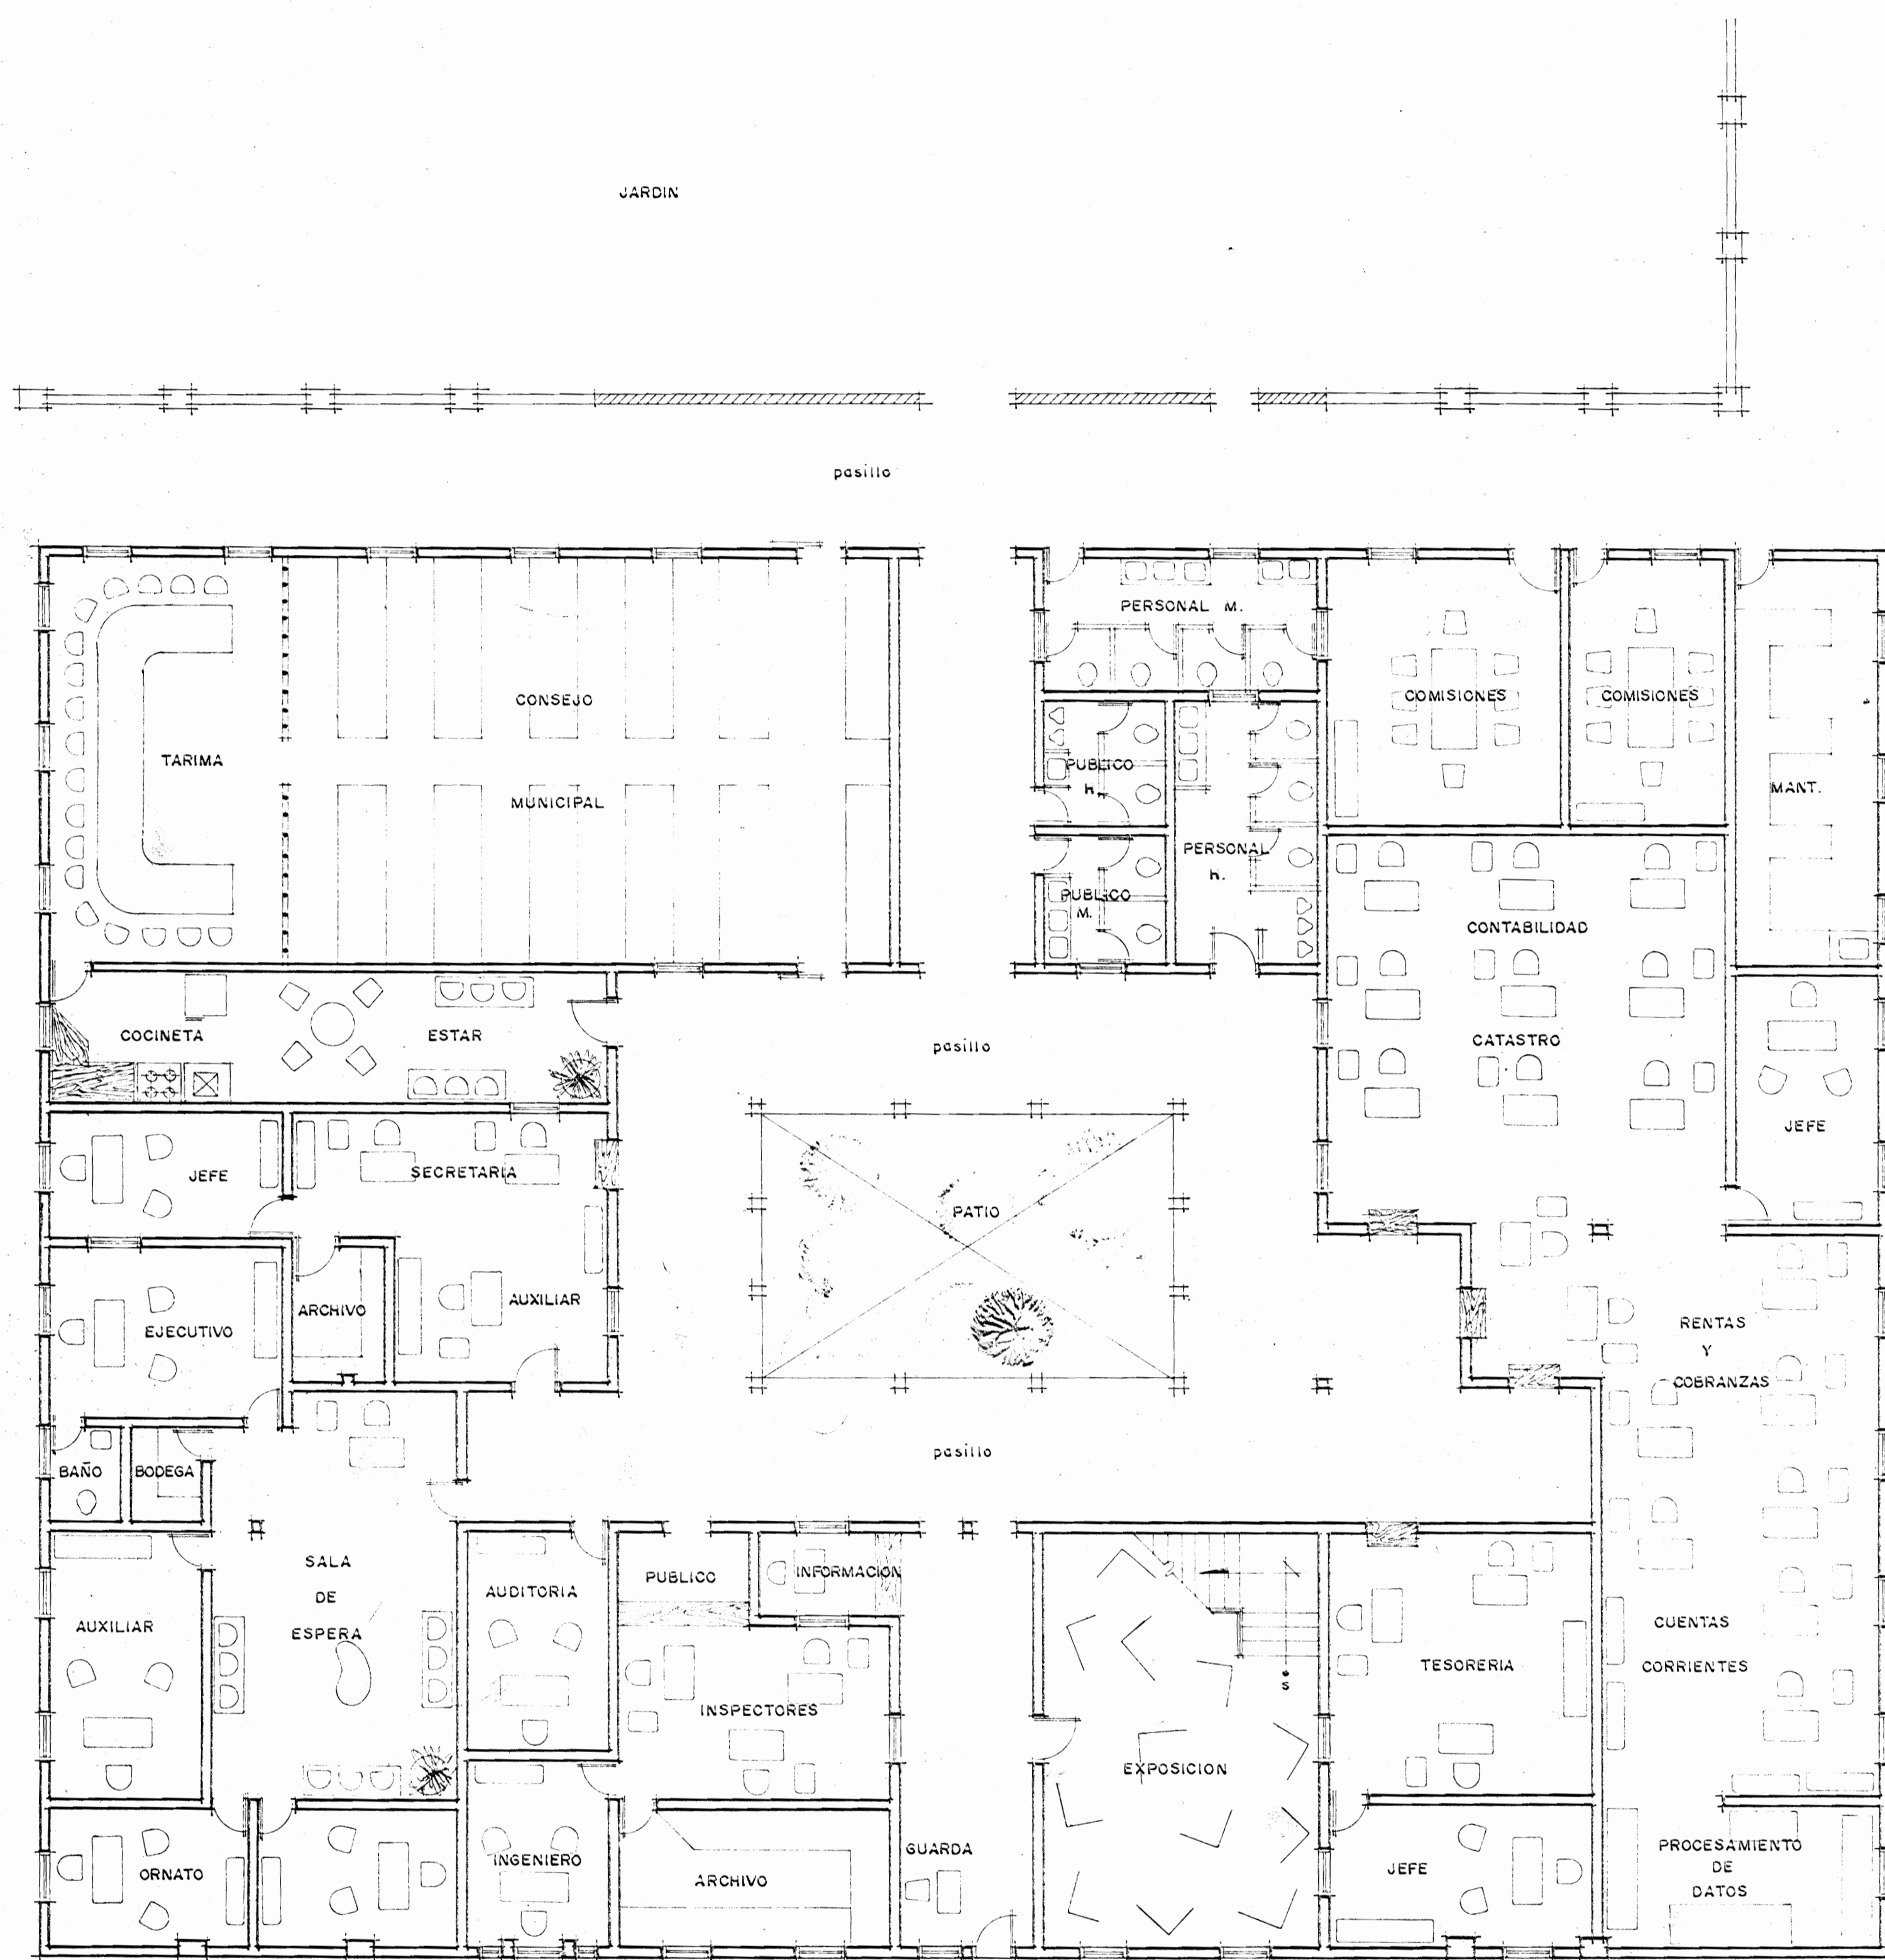 JARDIN
pasillo
PERSONAL M.
CONSEJO
COMISIONES
COMISIONES
TARIMA
PUBLICO
h.
MANT.
MUNICIPAL
PERSONAL
h.
PUBLICO
M.
CONTABILIDAD
COCINETA
ESTAR
pasillo
CATASTRO
JEFE
JEFE
SECRETARIA
PATIO
ARCHIVO
AUXILIAR
EJECUTIVO
RENTAS
Y
COBRANZAS
pasillo
BAÑO
BODEGA
SALA
DE
ESPERA
AUDITORIA
PUBLICO
INFORMACION
AUXILIAR
CUENTAS
CORRIENTES
TESORERIA
s
INSPECTORES
EXPOSICION
ORNATO
INGENIERO
ARCHIVO
GUARDA
JEFE
PROCESAMIENTO
DE
DATOS